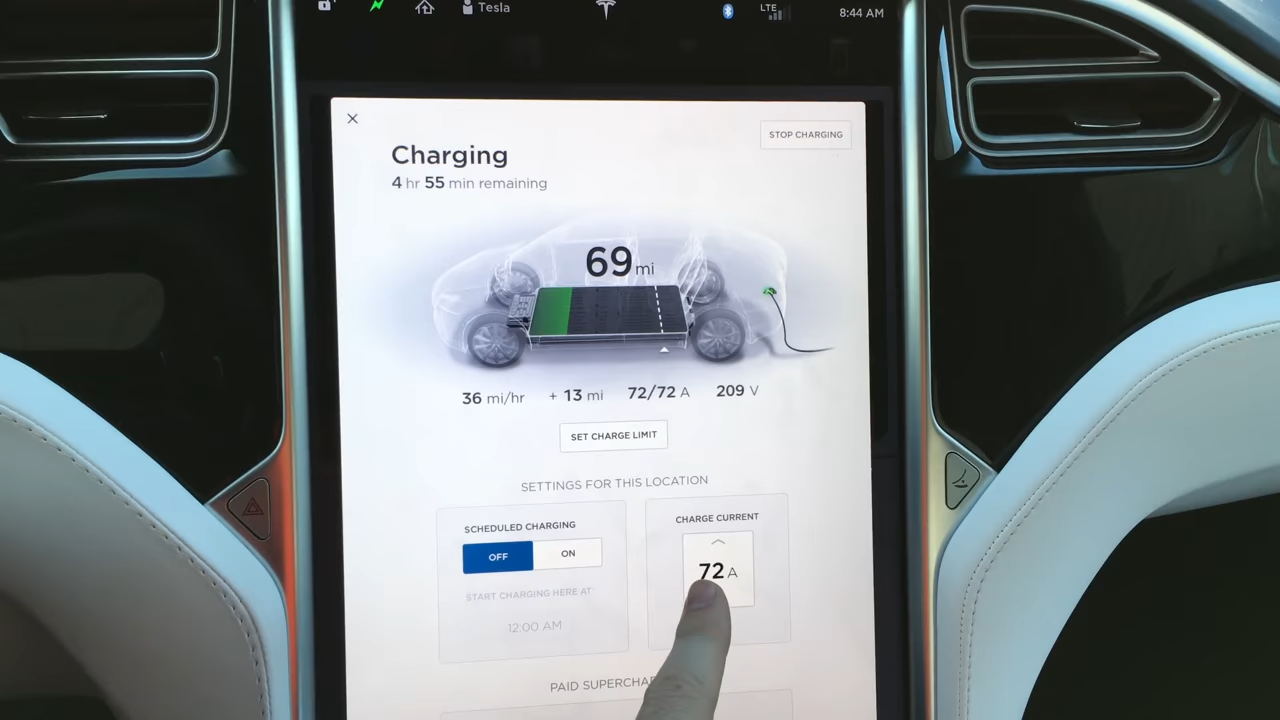 Tesla
LTE
8:44 AM
STOP CHARGING
Charging
4 hr 55 min remaining
69 mi
36 mi/hr + 13 mi 72/72 A 209 V
SET CHARGE LIMIT
SETTINGS FOR THIS LOCATION
SCHEDULED CHARGING
OFF ON
START CHARGING HERE AT
12:00 AM
CHARGE CURRENT
72 A
PAID